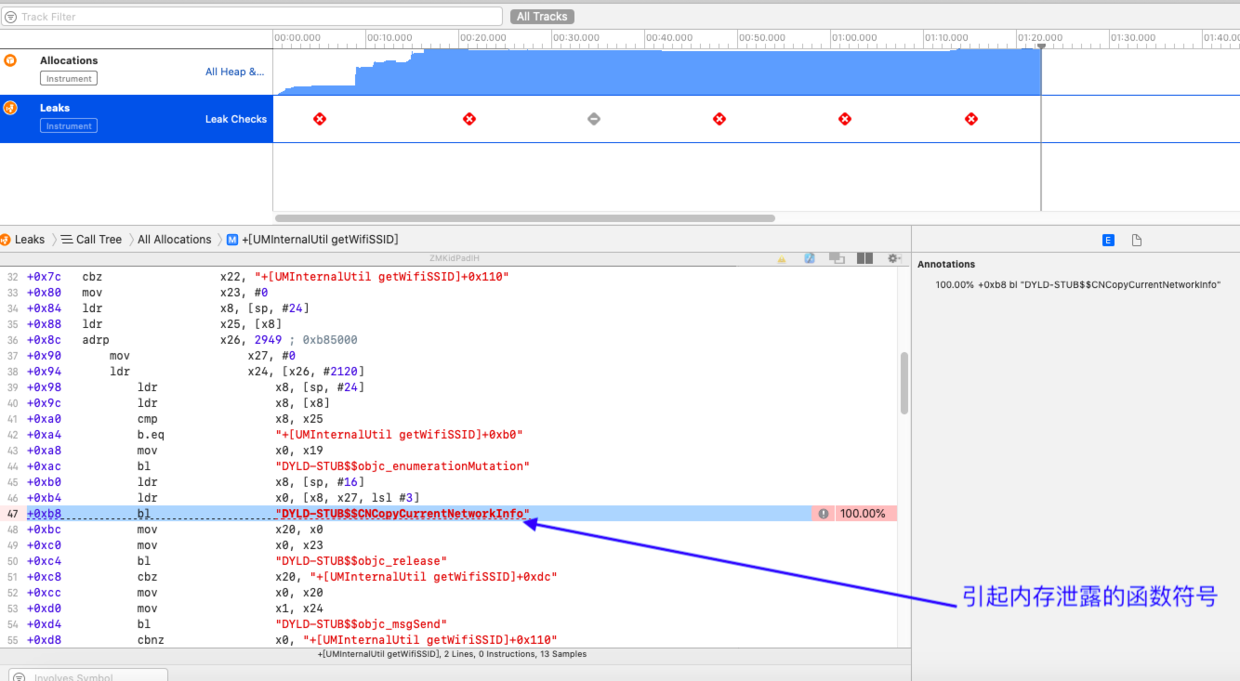 Track Filter
All Tracks
00:00.000 00:10.000 00:20.000 00:30.000 00:40.000 00:50.000 01:00.000 01:10.000 01:20.000 01:30.000 01:40.00
Allocations
Instrument
All Heap &...
Leaks
Instrument
Leak Checks
Leaks Call Tree All Allocations M +[UMInternalUtil getWifiSSID]
E
ZMKidPadiH
Annotations
100.00% +0xb8 bl "DYLD-STUB$$CNCopyCurrentNetworkInfo"
32 +0x7c cbz x22, "+[UMInternalUtil getWifiSSID]+0x110"
33 +0x80 mov x23, #0
34 +0x84 ldr x8, [sp, #24]
35 +0x88 ldr x25, [x8]
36 +0x8c adrp x26, 2949 ; 0xb85000
37 +0x90 mov x27, #0
38 +0x94 ldr x24, [x26, #2120]
39 +0x98 ldr x8, [sp, #24]
40 +0x9c ldr x8, [x8]
41 +0xa0 cmp x8, x25
42 +0xa4 b.eq "+[UMInternalUtil getWifiSSID]+0xb0"
43 +0xa8 mov x0, x19
44 +0xac bl "DYLD-STUB$$objc_enumerationMutation"
45 +0xb0 ldr x8, [sp, #16]
46 +0xb4 ldr x0, [x8, x27, lsl #3]
47 +0xb8 bl "DYLD-STUB$$CNCopyCurrentNetworkInfo" 100.00%
48 +0xbc mov x20, x0
49 +0xc0 mov x0, x23
50 +0xc4 bl "DYLD-STUB$$objc_release"
51 +0xc8 cbz x20, "+[UMInternalUtil getWifiSSID]+0xdc"
52 +0xcc mov x0, x20
53 +0xd0 mov x1, x24
54 +0xd4 bl "DYLD-STUB$$objc_msgSend"
55 +0xd8 cbnz x0, "+[UMInternalUtil getWifiSSID]+0x110"
引起内存泄露的函数符号
+[UMInternalUtil getWifiSSID], 2 Lines, 0 Instructions, 13 Samples
Involves Symbol